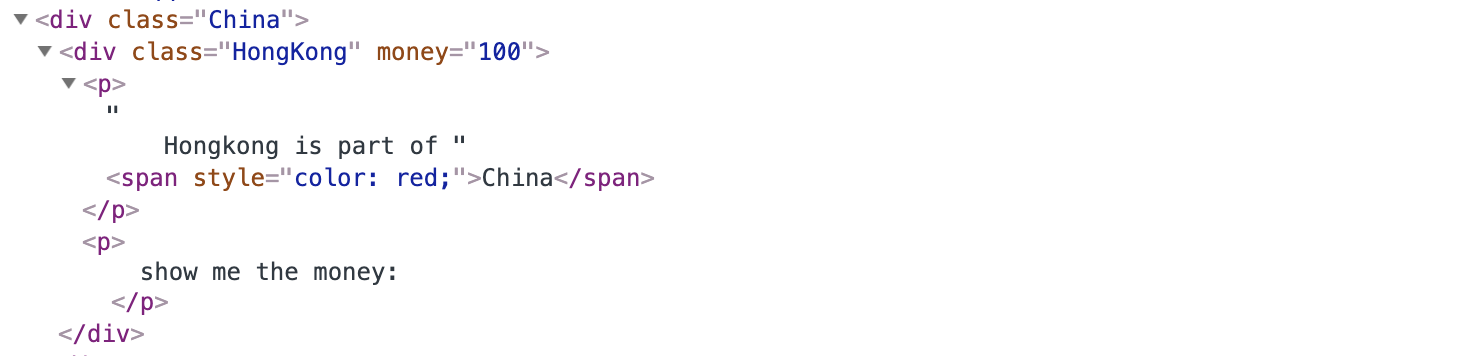 <div class="China">
<div class="HongKong" money="100">
<p>
"
Hongkong is part of "
<span style="color: red;">China</span>
</p>
<p>
show me the money:
</p>
</div>